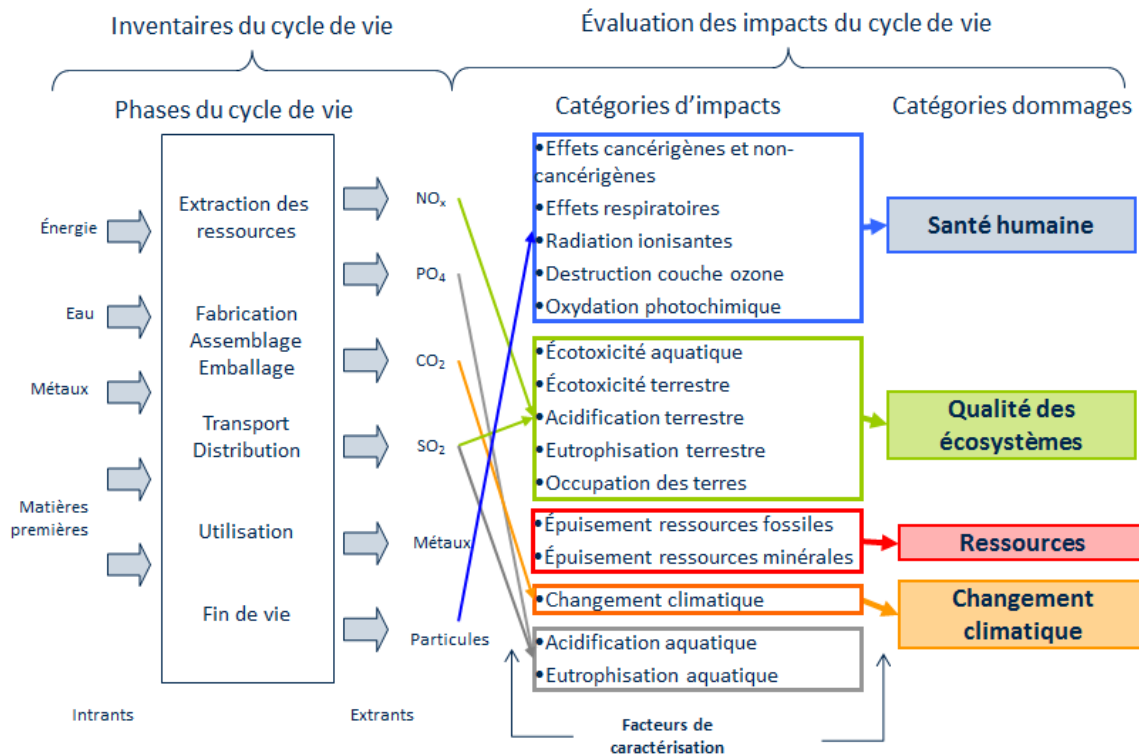 Inventaires du cycle de vie
Évaluation des impacts du cycle de vie
Phases du cycle de vie
Catégories d'impacts
Catégories dommages
Énergie
Eau
Métaux
Matières
premières
Intrants
Extraction des
ressources
Fabrication
Assemblage
Emballage
Transport
Distribution
Utilisation
Fin de vie
NOx
PO4
CO2
SO2
Métaux
Particules
Extrants
•Effets cancérigènes et non-
cancérigènes
•Effets respiratoires
•Radiation ionisantes
•Destruction couche ozone
•Oxydation photochimique
•Écotoxicité aquatique
•Écotoxicité terrestre
•Acidification terrestre
•Eutrophisation terrestre
•Occupation des terres
•Épuisement ressources fossiles
•Épuisement ressources minérales
•Changement climatique
•Acidification aquatique
•Eutrophisation aquatique
Santé humaine
Qualité des
écosystèmes
Ressources
Changement
climatique
Facteurs de
caractérisation